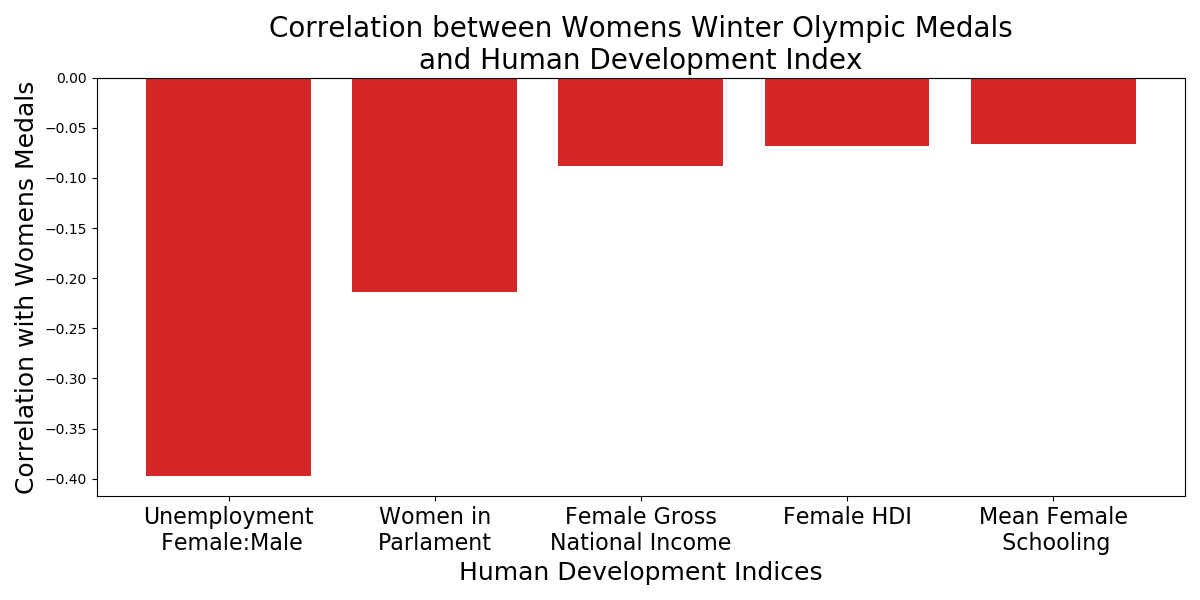 Correlation between Womens Winter Olympic Medals
and Human Development Index
Correlation with Womens Medals
0.00
−0.05
−0.10
−0.15
−0.20
−0.25
−0.30
−0.35
−0.40
Unemployment
Female:Male
Women in
Parlament
Female Gross
National Income
Female HDI
Mean Female
Schooling
Human Development Indices